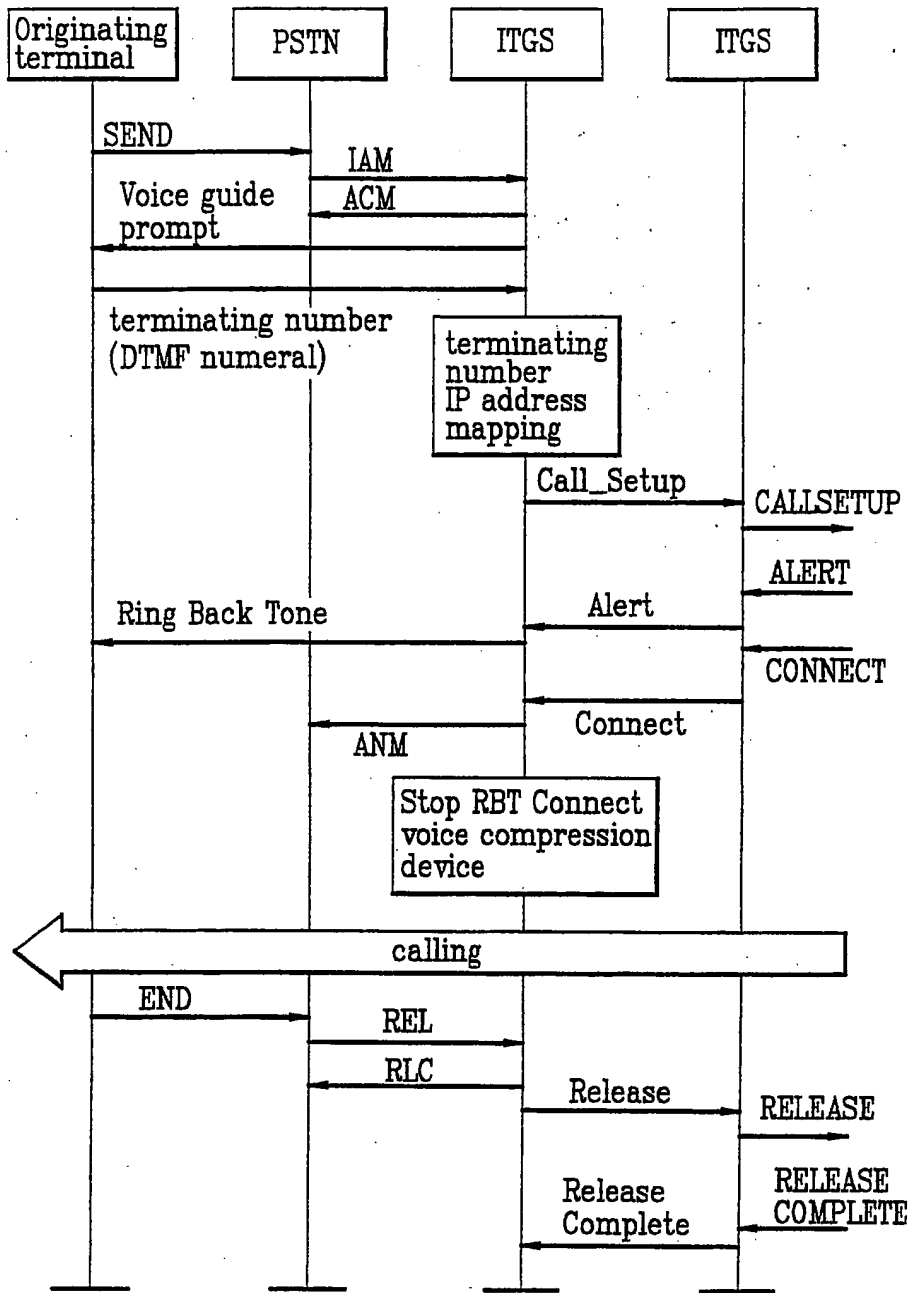 Originating
terminal
PSTN
ITGS
ITGS
SEND
IAM
Voice guide
prompt
ACM
terminating number
(DTMF numeral)
terminating
number
IP address
mapping
Call_Setup
CALLSETUP
ALERT
Ring Back Tone
Alert
CONNECT
Connect
ANM
Stop RBT Connect
voice compression
device
calling
END
REL
RLC
Release
RELEASE
Release
Complete
RELEASE
COMPLETE